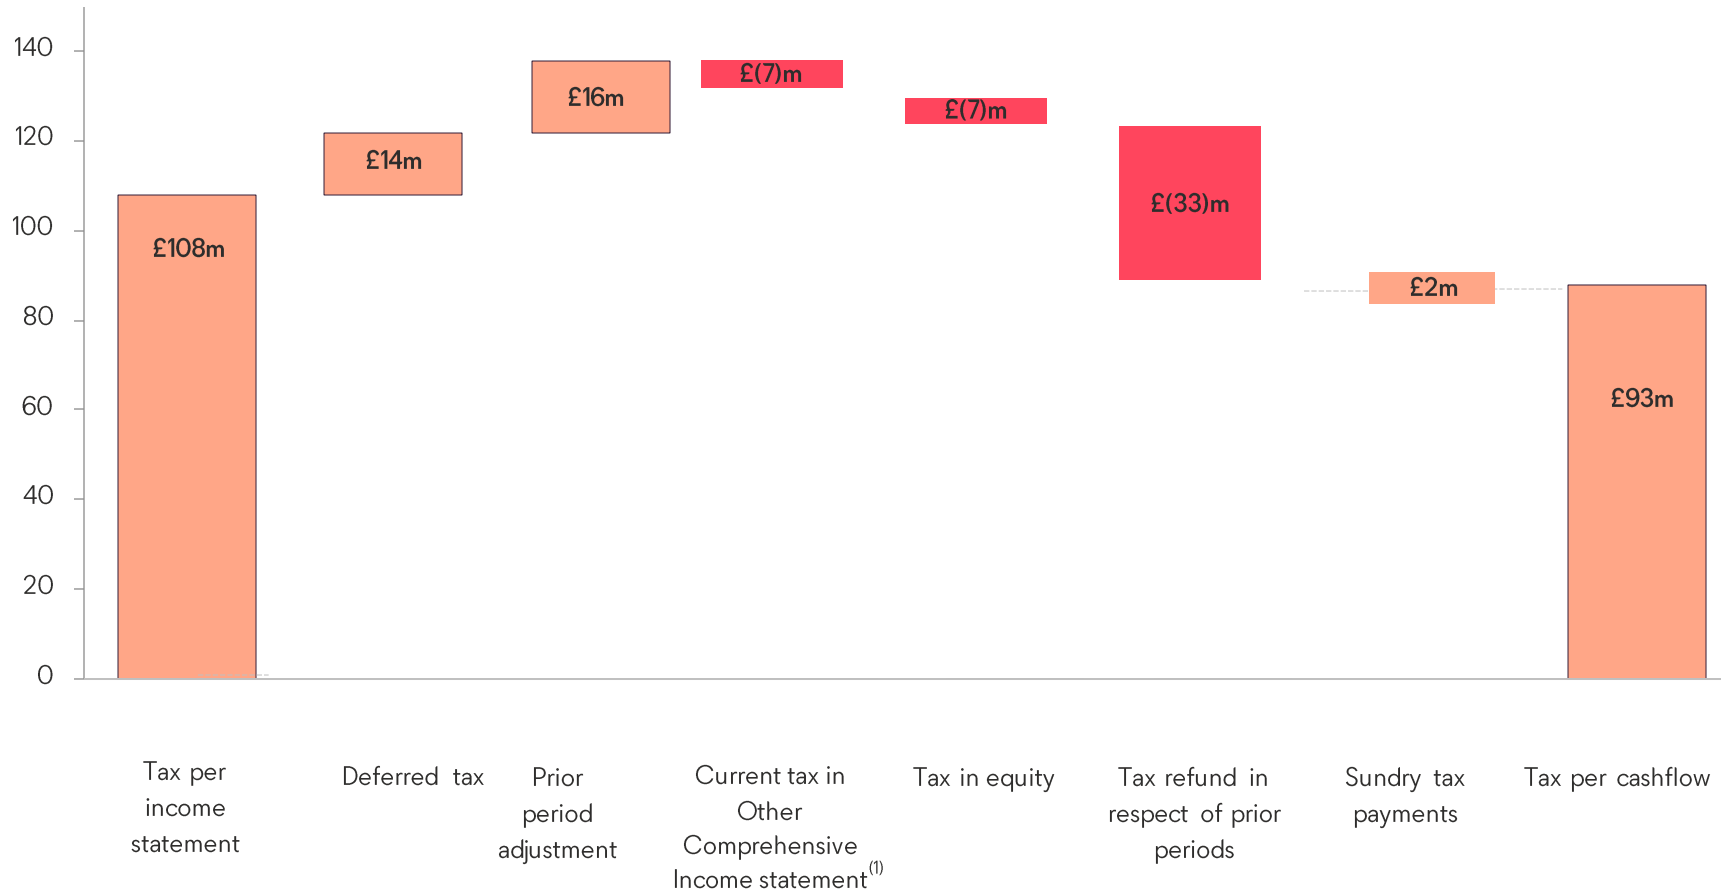 140
120
100
80
60
40
20
0
£108m
£14m
£16m
£(7)m
£(7)m
£(33)m
£2m
£93m
Tax per
income
statement
Deferred tax
Prior
period
adjustment
Current tax in
Other
Comprehensive
Income statement(1)
Tax in equity
Tax refund in
respect of prior
periods
Sundry tax
payments
Tax per cashflow